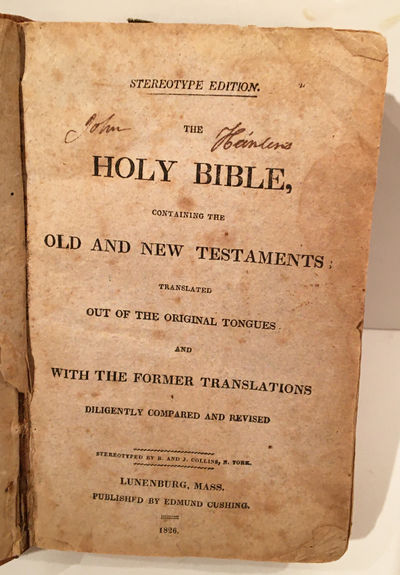 STEREOTYPE EDITION.
John
THE
HOLY BIBLE,
CONTAINING THE
OLD AND NEW TESTAMENTS;
TRANSLATED
OUT OF THE ORIGINAL TONGUES
AND
WITH THE FORMER TRANSLATIONS
DILIGENTLY COMPARED AND REVISED
STEREOTYPED BY B. AND J. COLLINS, N. YORK.
LUNENBURG, MASS.
PUBLISHED BY EDMUND CUSHING.
1826.